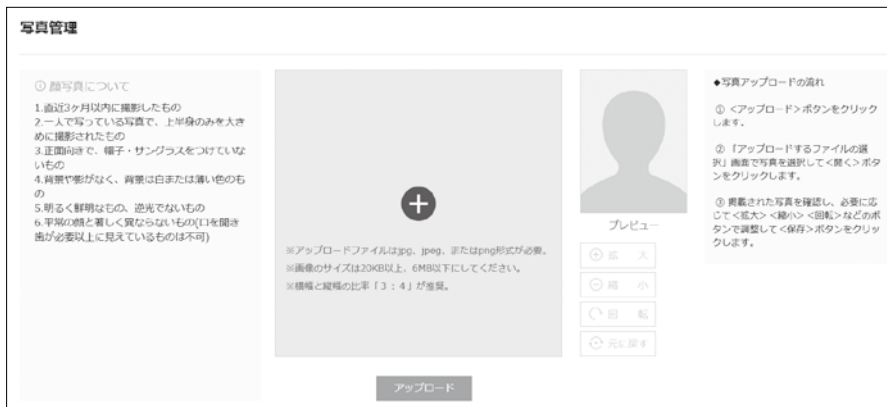 写真管理
① 顔写真について
1.直近3ヶ月以内に撮影したもの
2.一人で写っている写真で、上半身のみを大き
めに撮影されたもの
3.正面向きで、帽子・サングラスをつけていな
いもの
4.背景や影がなく、背景は白または薄い色のも
の
5.明るく鮮明なもの、逆光でないもの
6.平常の顔と著しく異ならないもの(口を開き
歯が必要以上に見えているものは不可)
※アップロードファイルはjpg、jpeg、またはpng形式が必要。
※画像のサイズは20KB以上、6MB以下にしてください。
※横幅と縦幅の比率「3：4」が推奨。
アップロード
プレビュー
拡 大
縮 小
回 転
元に戻す
◆写真アップロードの流れ
① <アップロード>ボタンをクリック
します。
② 「アップロードするファイルの選
択」画面で写真を選択して<開く>ボタ
ンをクリックします。
③ 掲載された写真を確認し、必要に応
じて<拡大> <縮小> <回転>などのボ
タンで調整して<保存>ボタンをクリッ
クします。